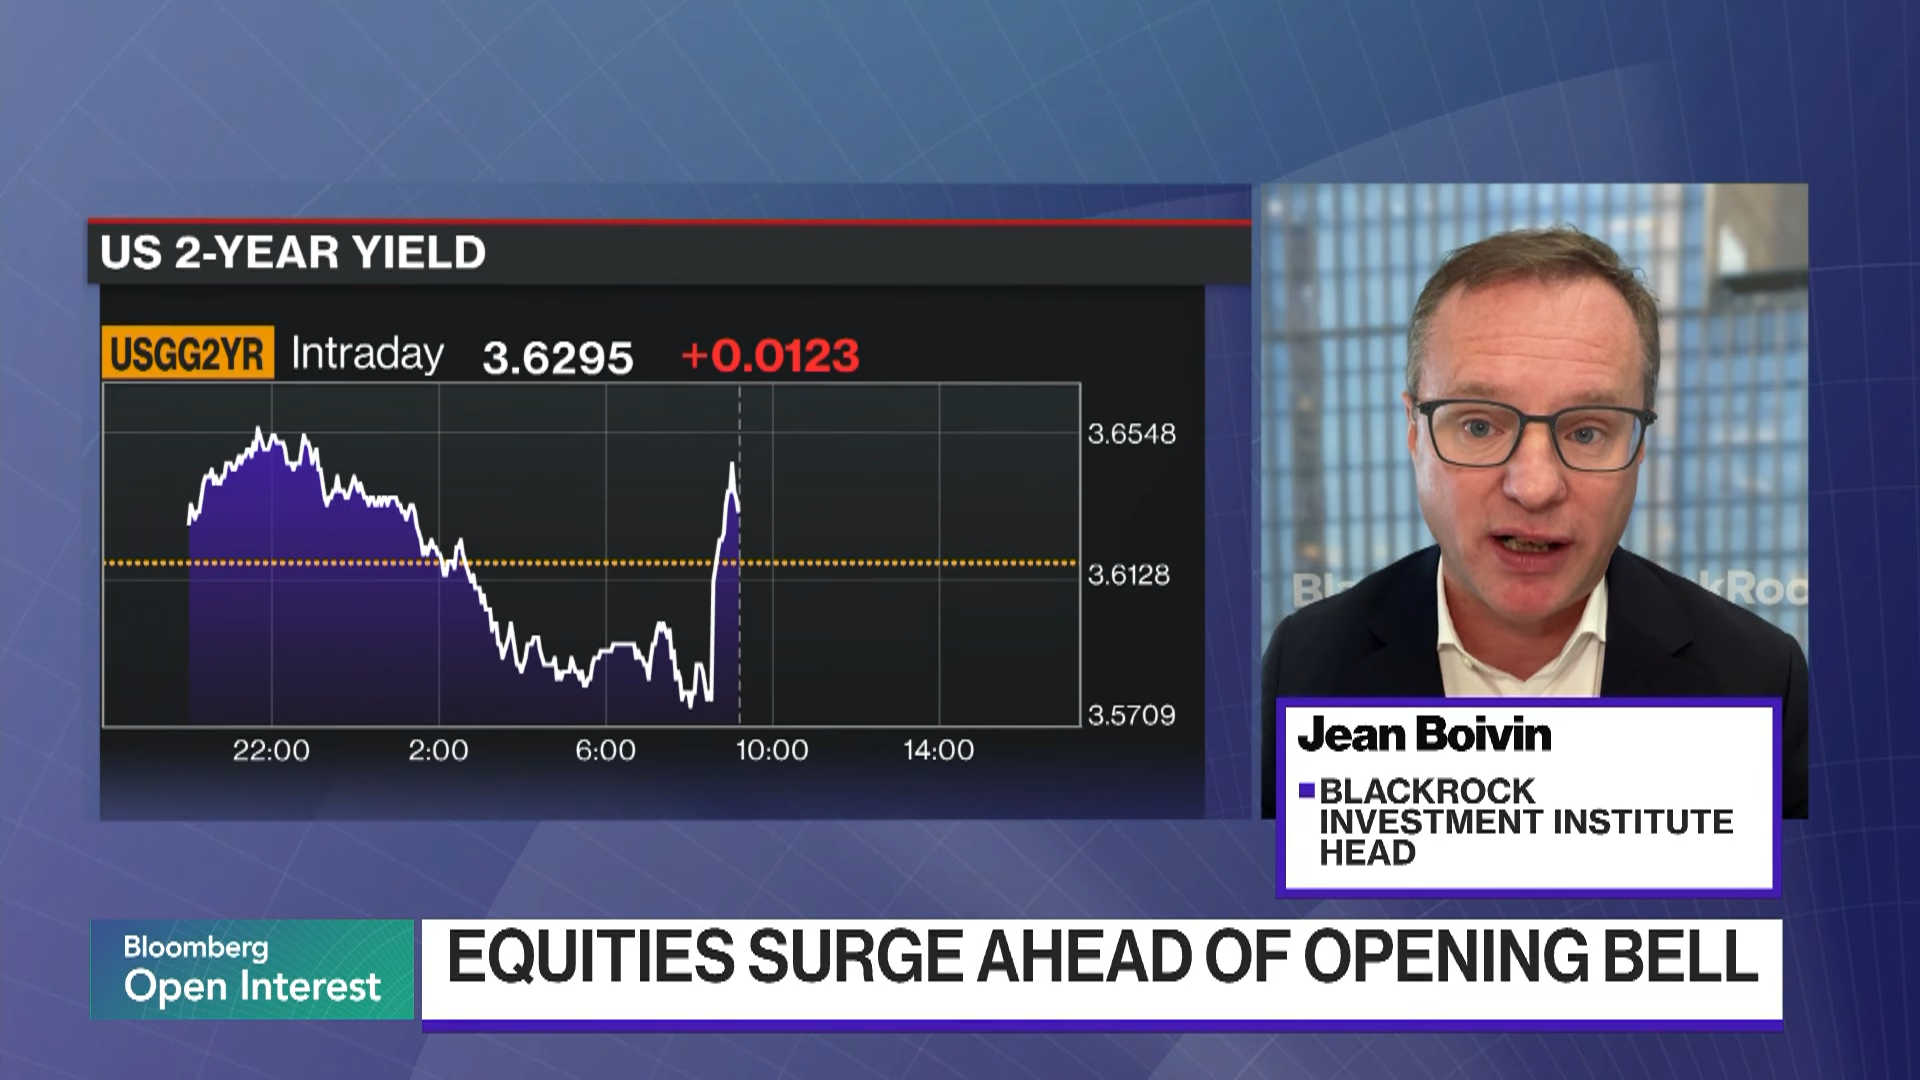 US 2-YEAR YIELD
USGG2YR Intraday 3.6295 +0.0123
3.6548
3.6128
3.5709
22:00 2:00 6:00 10:00 14:00
Jean Boivin
BLACKROCK
INVESTMENT INSTITUTE
HEAD
Bloomberg
Open Interest
EQUITIES SURGE AHEAD OF OPENING BELL